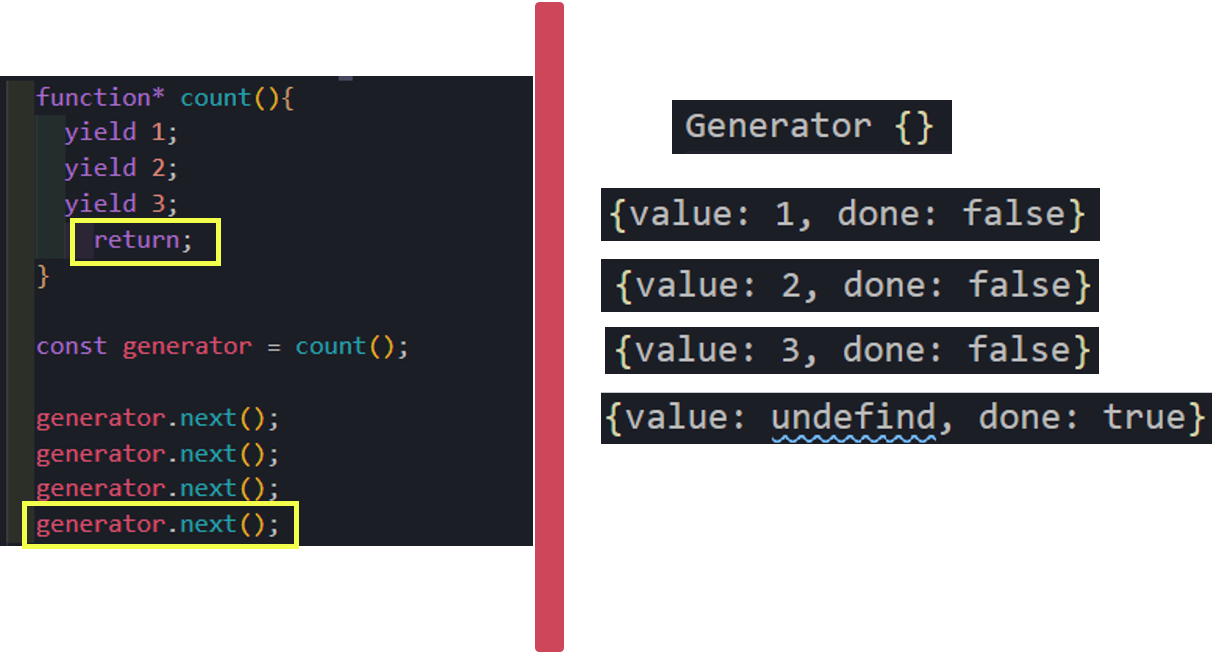 function* count(){
yield 1;
yield 2;
yield 3;
return;
}
const generator = count();
generator.next();
generator.next();
generator.next();
generator.next();
Generator {}
{value: 1, done: false}
{value: 2, done: false}
{value: 3, done: false}
{value: undefind, done: true}